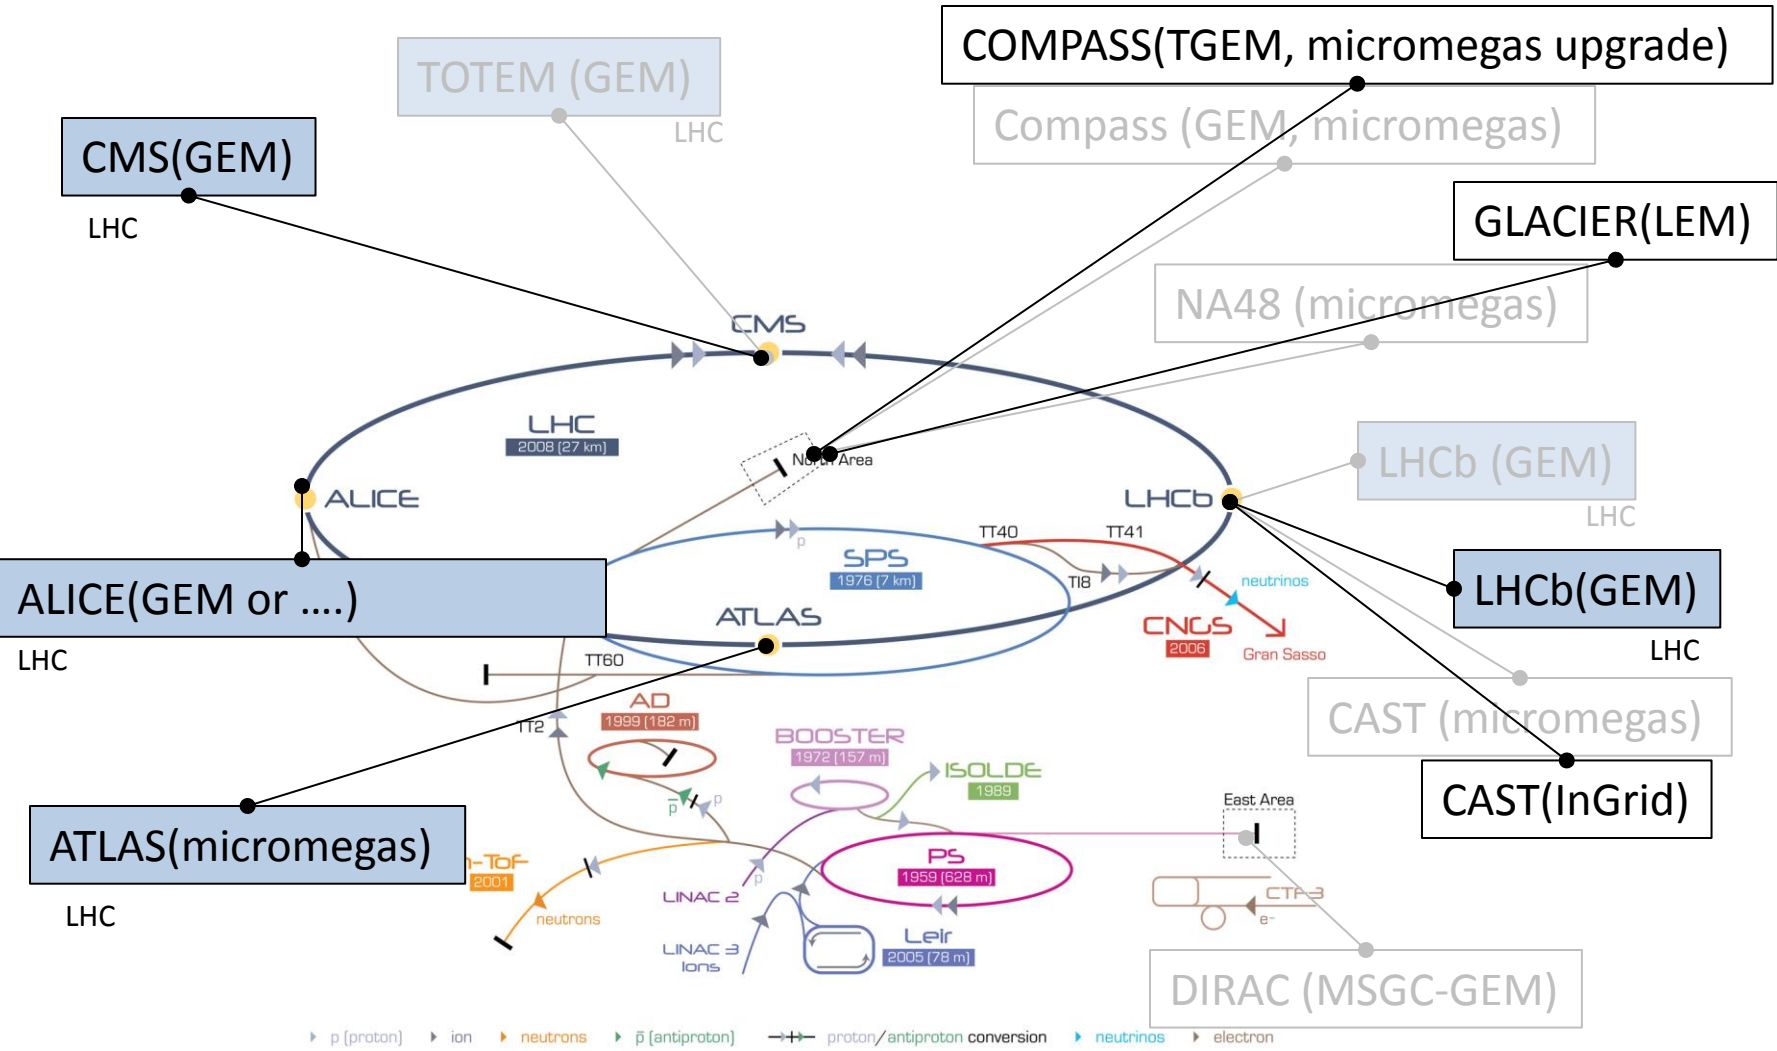 COMPASS(TGEM, micromegas upgrade)
TOTEM (GEM)
LHC
Compass (GEM, micromegas)
CMS(GEM)
LHC
GLACIER(LEM)
NA48 (micromegas)
CMS
LHC
2008 (27 km)
North Area
ALICE
LHCb
LHCb (GEM)
LHC
TT40
TT41
p
SPS
1976 (7 km)
TI8
neutrinos
ALICE(GEM or ....)
LHC
LHCb(GEM)
LHC
ATLAS
CNGS
2006
Gran Sasso
TT60
AD
1999 (182 m)
TT2
CAST (micromegas)
BOOSTER
1972 (157 m)
ISOLDE
1989
p̅
p
East Area
CAST(InGrid)
ATLAS(micromegas)
LHC
n-ToF
2001
neutrons
p
LINAC 2
PS
1959 (628 m)
CTF3
e-
LINAC 3
Ions
Leir
2005 (78 m)
DIRAC (MSGC-GEM)
p (proton) ion neutrons p̅ (antiproton) proton/antiproton conversion neutrinos electron